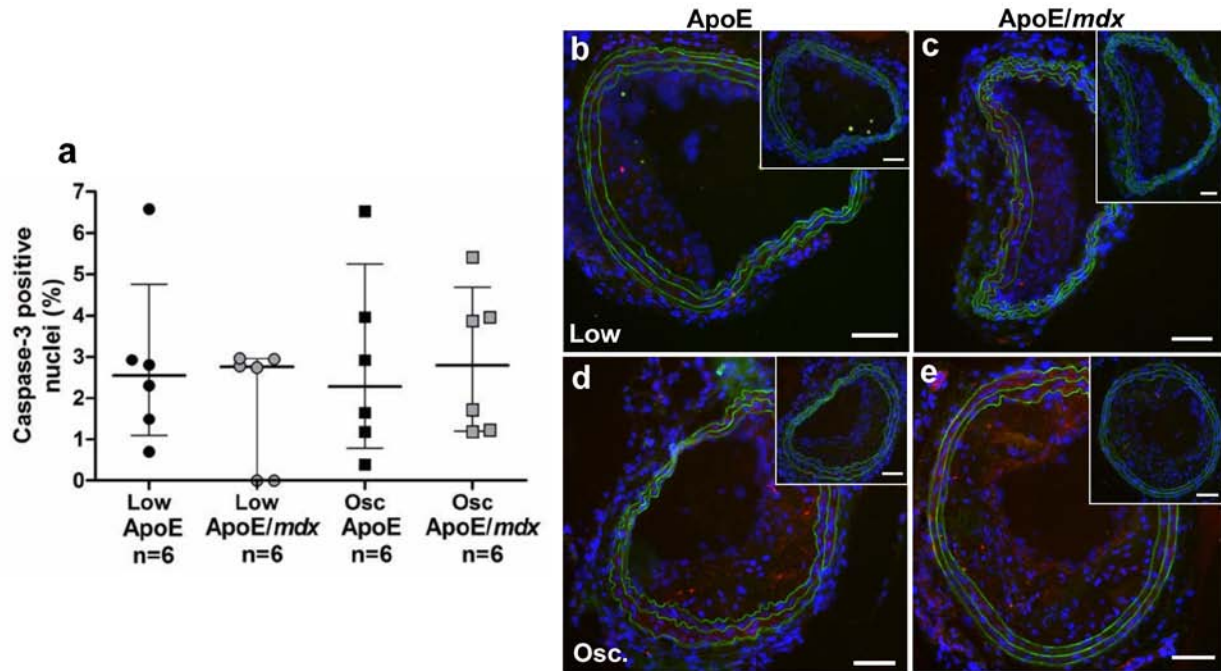 a
Caspase-3 positive
nuclei (%)
7
6
5
4
3
2
1
0
Low
ApoE
n=6
Low
ApoE/mdx
n=6
Osc
ApoE
n=6
Osc
ApoE/mdx
n=6
ApoE
ApoE/mdx
b
Low
c
d
Osc.
e